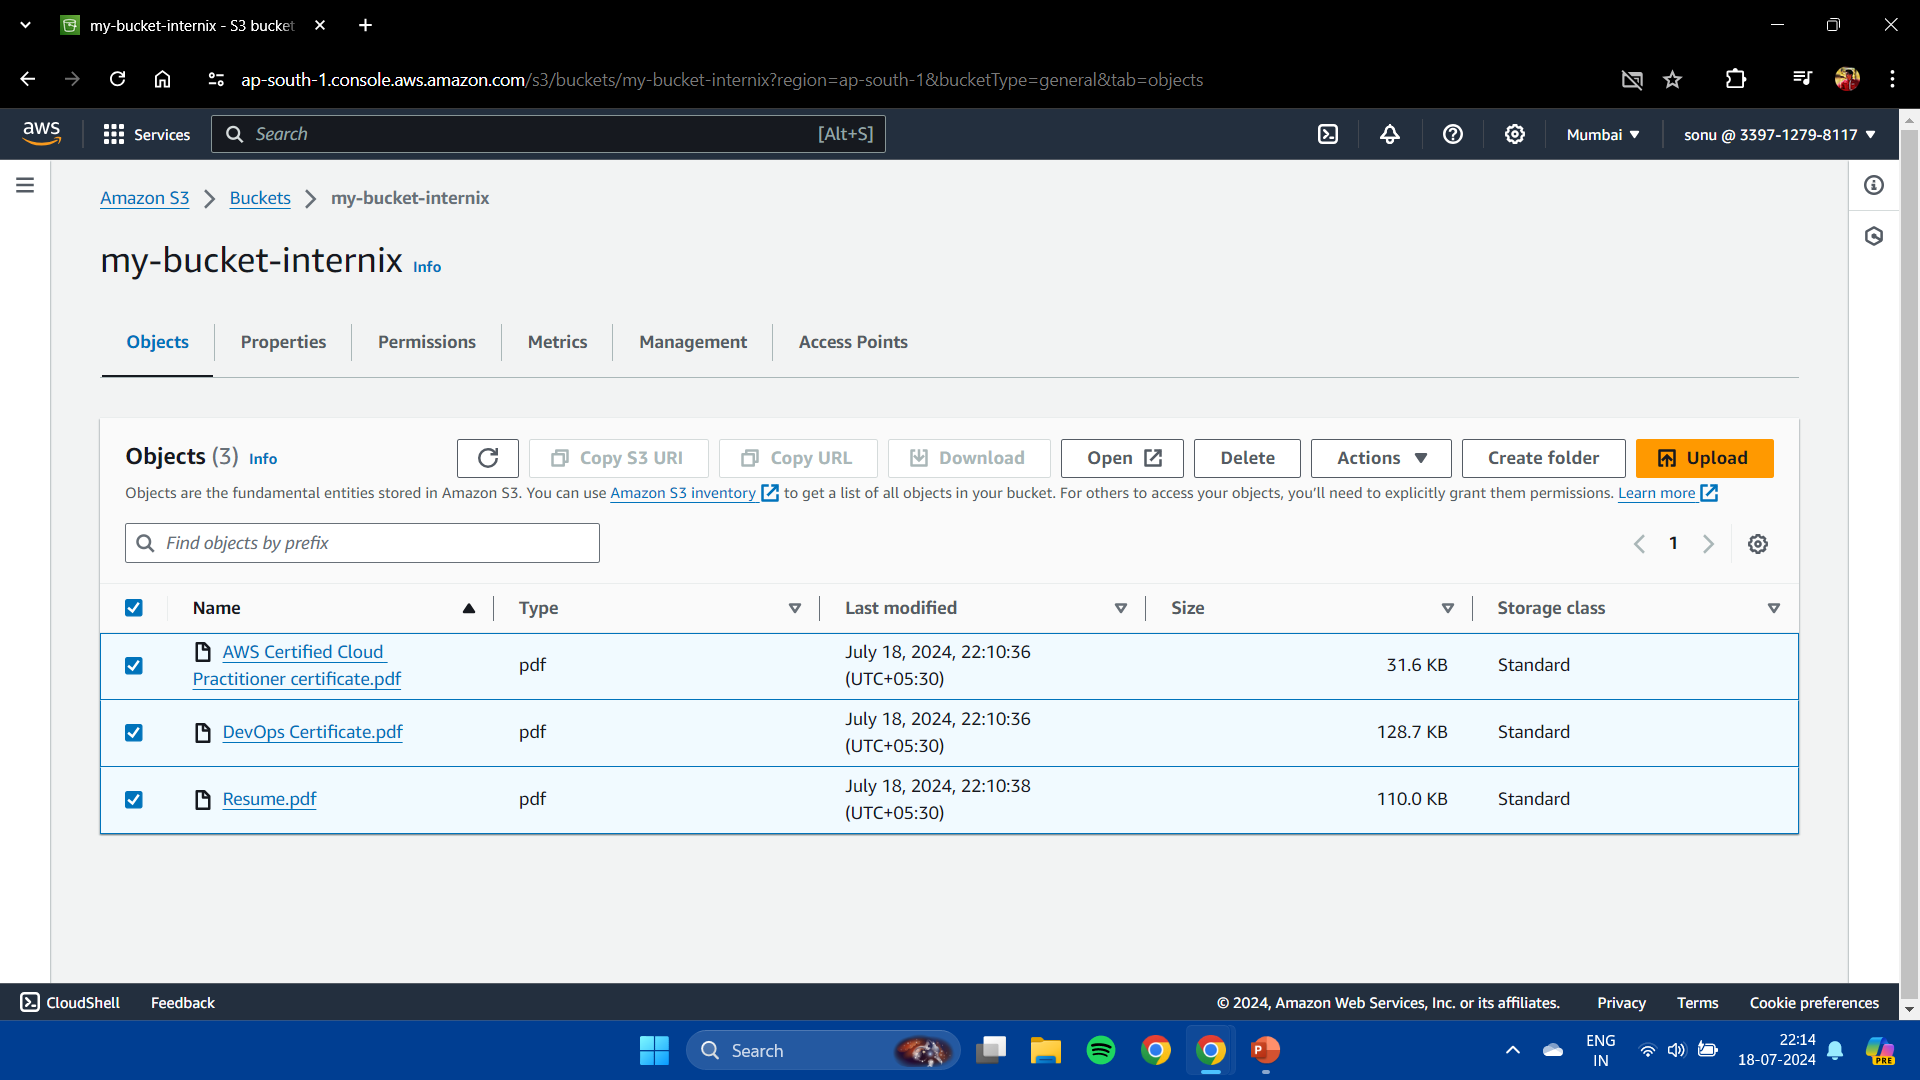 my-bucket-internix - S3 bucket
ap-south-1.console.aws.amazon.com/s3/buckets/my-bucket-internix?region=ap-south-1&bucketType=general&tab=objects
aws
Services
Search
[Alt+S]
Mumbai
sonu @ 3397-1279-8117
Amazon S3
Buckets
my-bucket-internix
my-bucket-internix
Info
Objects
Properties
Permissions
Metrics
Management
Access Points
Objects (3)
Info
Copy S3 URI
Copy URL
Download
Open
Delete
Actions
Create folder
Upload
Objects are the fundamental entities stored in Amazon S3. You can use Amazon S3 inventory to get a list of all objects in your bucket. For others to access your objects, you'll need to explicitly grant them permissions. Learn more
Find objects by prefix
1
Name
Type
Last modified
Size
Storage class
AWS Certified Cloud
Practitioner certificate.pdf
pdf
July 18, 2024, 22:10:36
(UTC+05:30)
31.6 KB
Standard
DevOps Certificate.pdf
pdf
July 18, 2024, 22:10:36
(UTC+05:30)
128.7 KB
Standard
Resume.pdf
pdf
July 18, 2024, 22:10:38
(UTC+05:30)
110.0 KB
Standard
CloudShell
Feedback
© 2024, Amazon Web Services, Inc. or its affiliates.
Privacy
Terms
Cookie preferences
Search
P
ENG
IN
22:14
18-07-2024
PRE